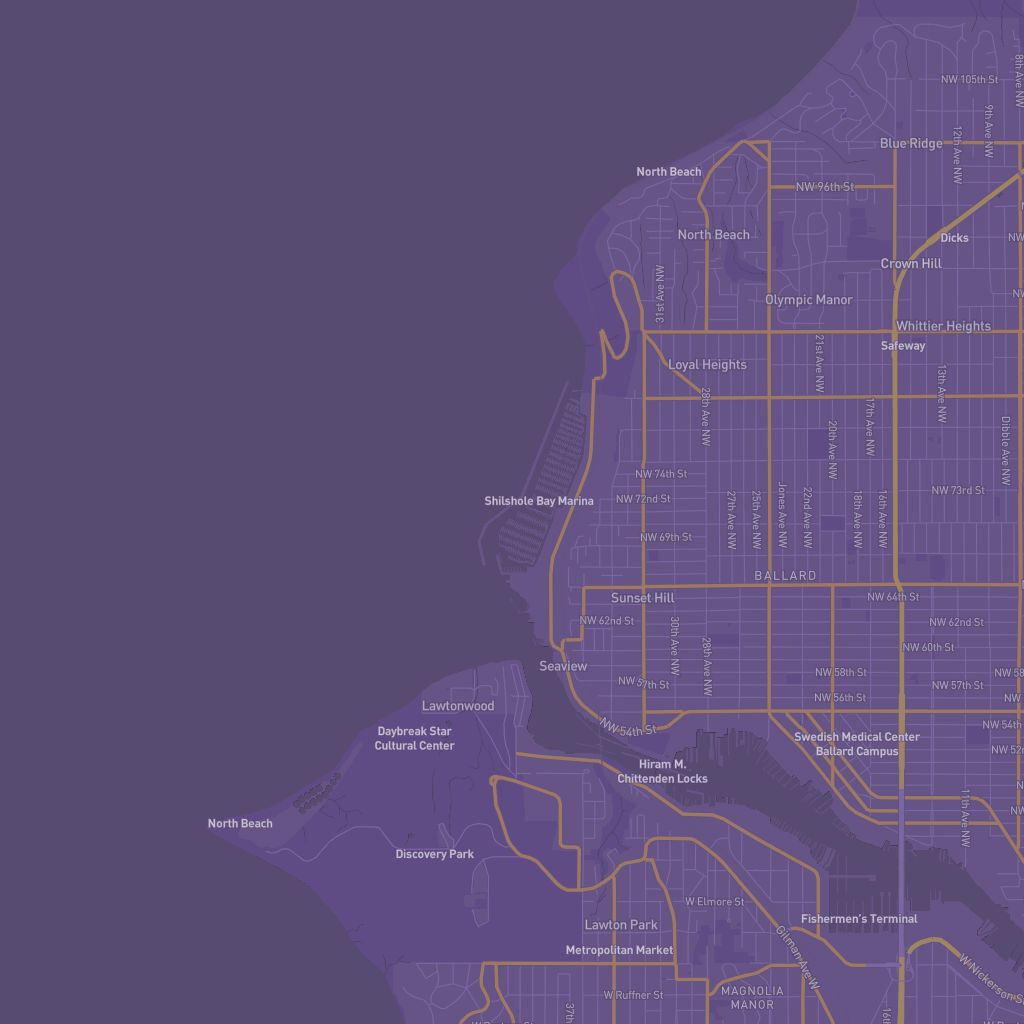 8th Ave NW
NW 105th St
9th Ave NW
12th Ave NW
Blue Ridge
North Beach
NW 96th St
North Beach
Dicks
NW
Crown Hill
31st Ave NW
Olympic Manor
Whittier Heights
Safeway
21st Ave NW
Loyal Heights
28th Ave NW
13th Ave NW
17th Ave NW
20th Ave NW
Dibble Ave NW
NW 74th St
NW 73rd St
Shilshole Bay Marina
NW 72nd St
27th Ave NW
25th Ave NW
Jones Ave NW
22nd Ave NW
18th Ave NW
16th Ave NW
NW 69th St
BALLARD
Sunset Hill
NW 64th St
NW 62nd St
NW 62nd St
30th Ave NW
28th Ave NW
NW 60th St
Seaview
NW 58th St
NW 58
NW 57th St
NW 57th St
NW 56th St
Lawtonwood
NW 54th St
NW 54th
Daybreak Star
Cultural Center
Swedish Medical Center
Ballard Campus
NW 52n
Hiram M.
Chittenden Locks
11th Ave NW
North Beach
Discovery Park
W Elmore St
Fishermen's Terminal
Lawton Park
Gilman Ave W
Metropolitan Market
W Nickerson S
W Ruffner St
MAGNOLIA
MANOR
37th
16th